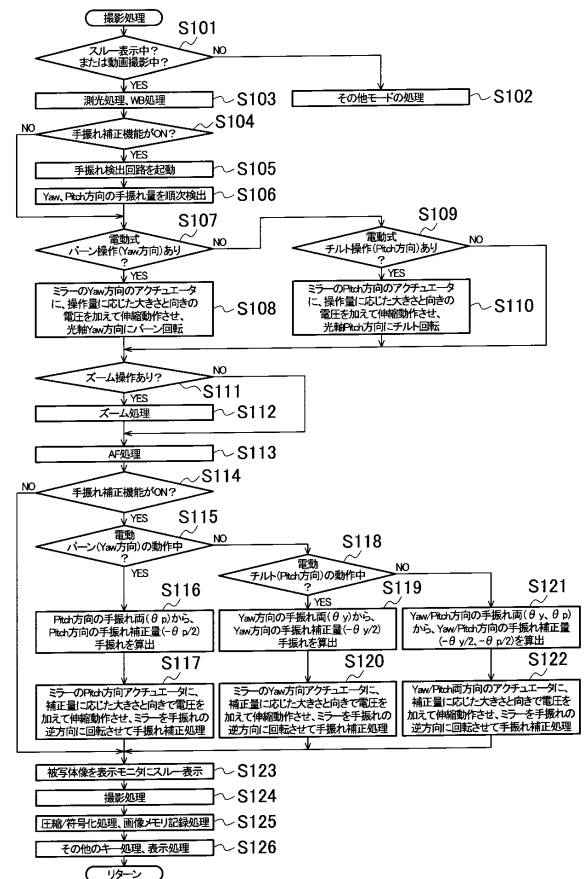 撮影処理
S101
スルー表示中?
または動画撮影中?
NO
YES
測光処理、WB処理
S103
その他モードの処理
S102
S104
NO
手振れ補正機能がON?
YES
手振れ検出回路を起動
S105
Yaw、Pitch方向の手振れ量を順次検出
S106
S107
電動式
パーン操作(Yaw方向)あり
?
NO
YES
S109
電動式
チルト操作(Pitch方向)あり
?
NO
YES
ミラーのYaw方向のアクチュエータ
に、操作量に応じた大きさと向きの
電圧を加えて伸縮動作させ、
光軸Yaw方向にパーン回転
S108
ミラーのPitch方向のアクチュエータ
に、操作量に応じた大きさと向きの
電圧を加えて伸縮動作させ、
光軸Pitch方向にチルト回転
S110
ズーム操作あり?
NO
S111
YES
ズーム処理
S112
AF処理
S113
S114
NO
手振れ補正機能がON?
YES
S115
電動
パーン(Yaw方向)の動作中
?
NO
YES
S118
電動
チルト(Pitch方向)の動作中
?
NO
YES
S116
Pitch方向の手振れ両(θp)から、
Pitch方向の手振れ補正量(-θp/2)
手振れを算出
S119
Yaw方向の手振れ両(θy)から、
Yaw方向の手振れ補正量(-θy/2)
手振れを算出
S121
Yaw/Pitch方向の手振れ両(θy、θp)
から、Yaw/Pitch方向の手振れ補正量
(-θy/2、-θp/2)を算出
S117
ミラーのPitch方向アクチュエータに、
補正量に応じた大きさと向きで電圧を
加えて伸縮動作させ、ミラーを手振れの
逆方向に回転させて手振れ補正処理
S120
ミラーのYaw方向アクチュエータに、
補正量に応じた大きさと向きで電圧を
加えて伸縮動作させ、ミラーを手振れの
逆方向に回転させて手振れ補正処理
S122
Yaw/Pitch両方向のアクチュエータに、
補正量に応じた大きさと向きで電圧を
加えて伸縮動作させ、ミラーを手振れの
逆方向に回転させて手振れ補正処理
被写体像を表示モニタにスルー表示
S123
撮影処理
S124
圧縮/符号化処理、画像メモリ記録処理
S125
その他のキー処理、表示処理
S126
リターン